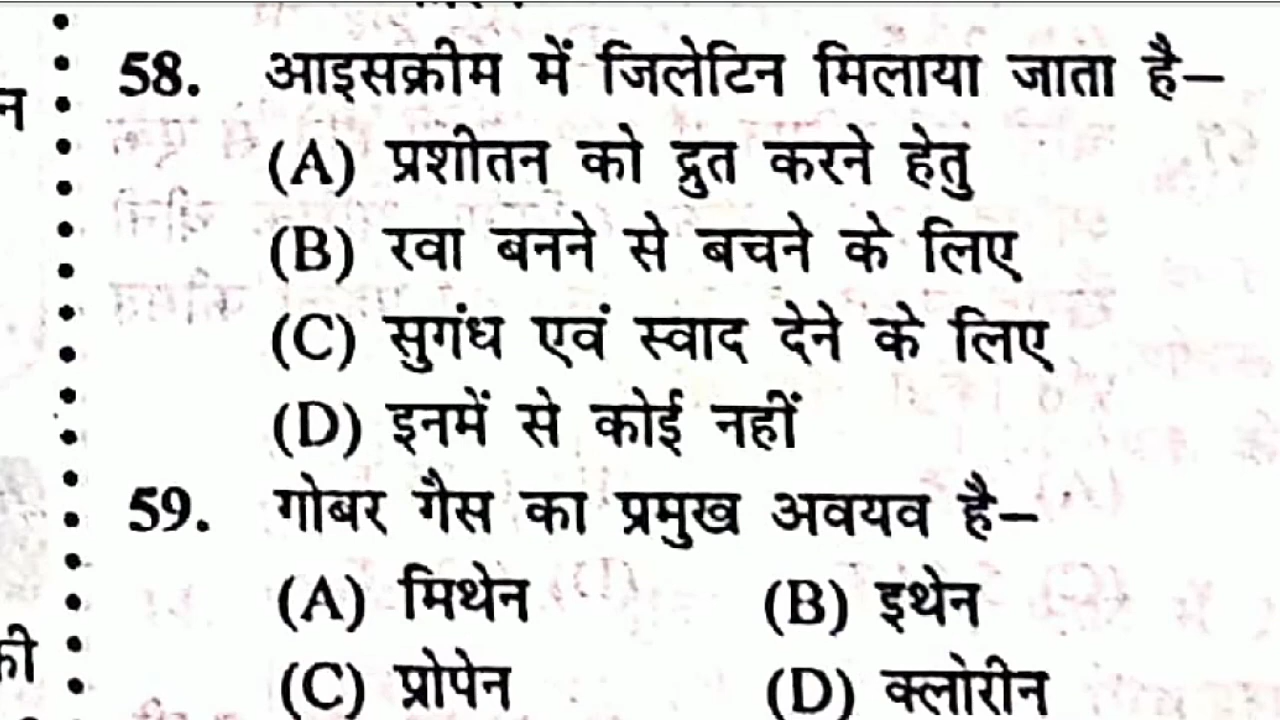 58. आइसक्रीम में जिलेटिन मिलाया जाता है–
(A) प्रशीतन को द्रुत करने हेतु
(B) रवा बनने से बचने के लिए
(C) सुगंध एवं स्वाद देने के लिए
(D) इनमें से कोई नहीं
59. गोबर गैस का प्रमुख अवयव है–
(A) मिथेन (B) इथेन
(C) प्रोपेन (D) क्लोरीन